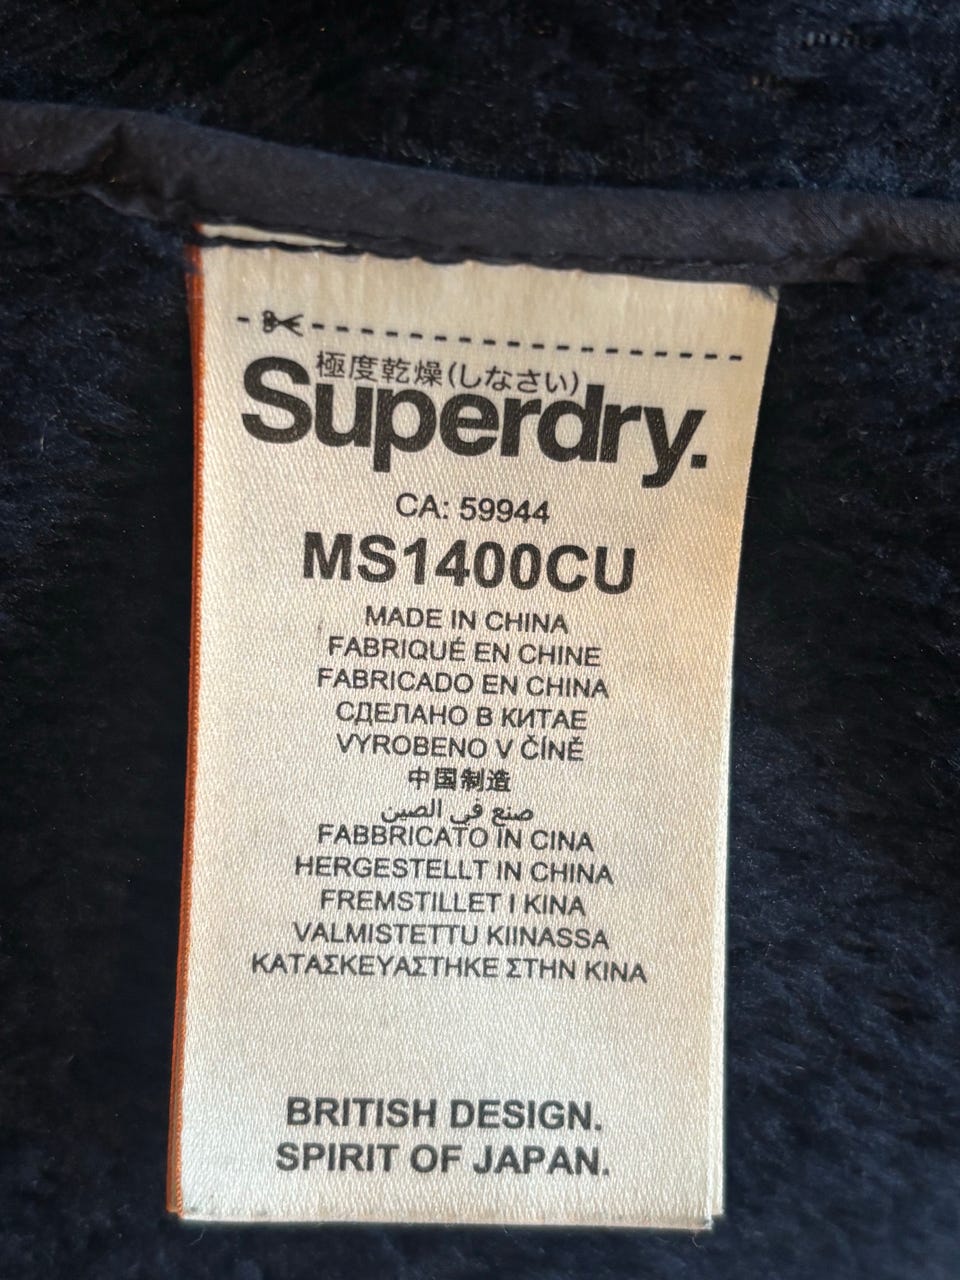 極度乾燥(しなさい)
Superdry.
CA: 59944
MS1400CU
MADE IN CHINA
FABRIQUÉ EN CHINE
FABRICADO EN CHINA
СДЕЛАНО В КИТАЕ
VYROBENO V ČÍNĚ
中国制造
صنع في الصين
FABBRICATO IN CINA
HERGESTELLT IN CHINA
FREMSTILLET I KINA
VALMISTETTU KIINASSA
ΚΑΤΑΣΚΕΥΑΣΤΗΚΕ ΣΤΗΝ ΚΙΝΑ
BRITISH DESIGN.
SPIRIT OF JAPAN.